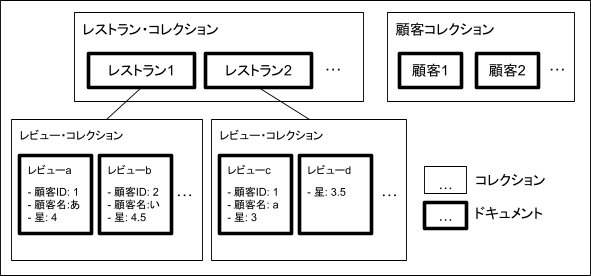 レストラン・コレクション
レストラン1
レストラン2
...
顧客コレクション
顧客1
顧客2
...
レビュー・コレクション
レビューa
- 顧客ID: 1
- 顧客名:あ
- 星: 4
レビューb
- 顧客ID: 2
- 顧客名:い
- 星: 4.5
...
レビュー・コレクション
レビューc
- 顧客ID: 1
- 顧客名: a
- 星: 3
レビューd
- 星: 3.5
...
... コレクション
... ドキュメント